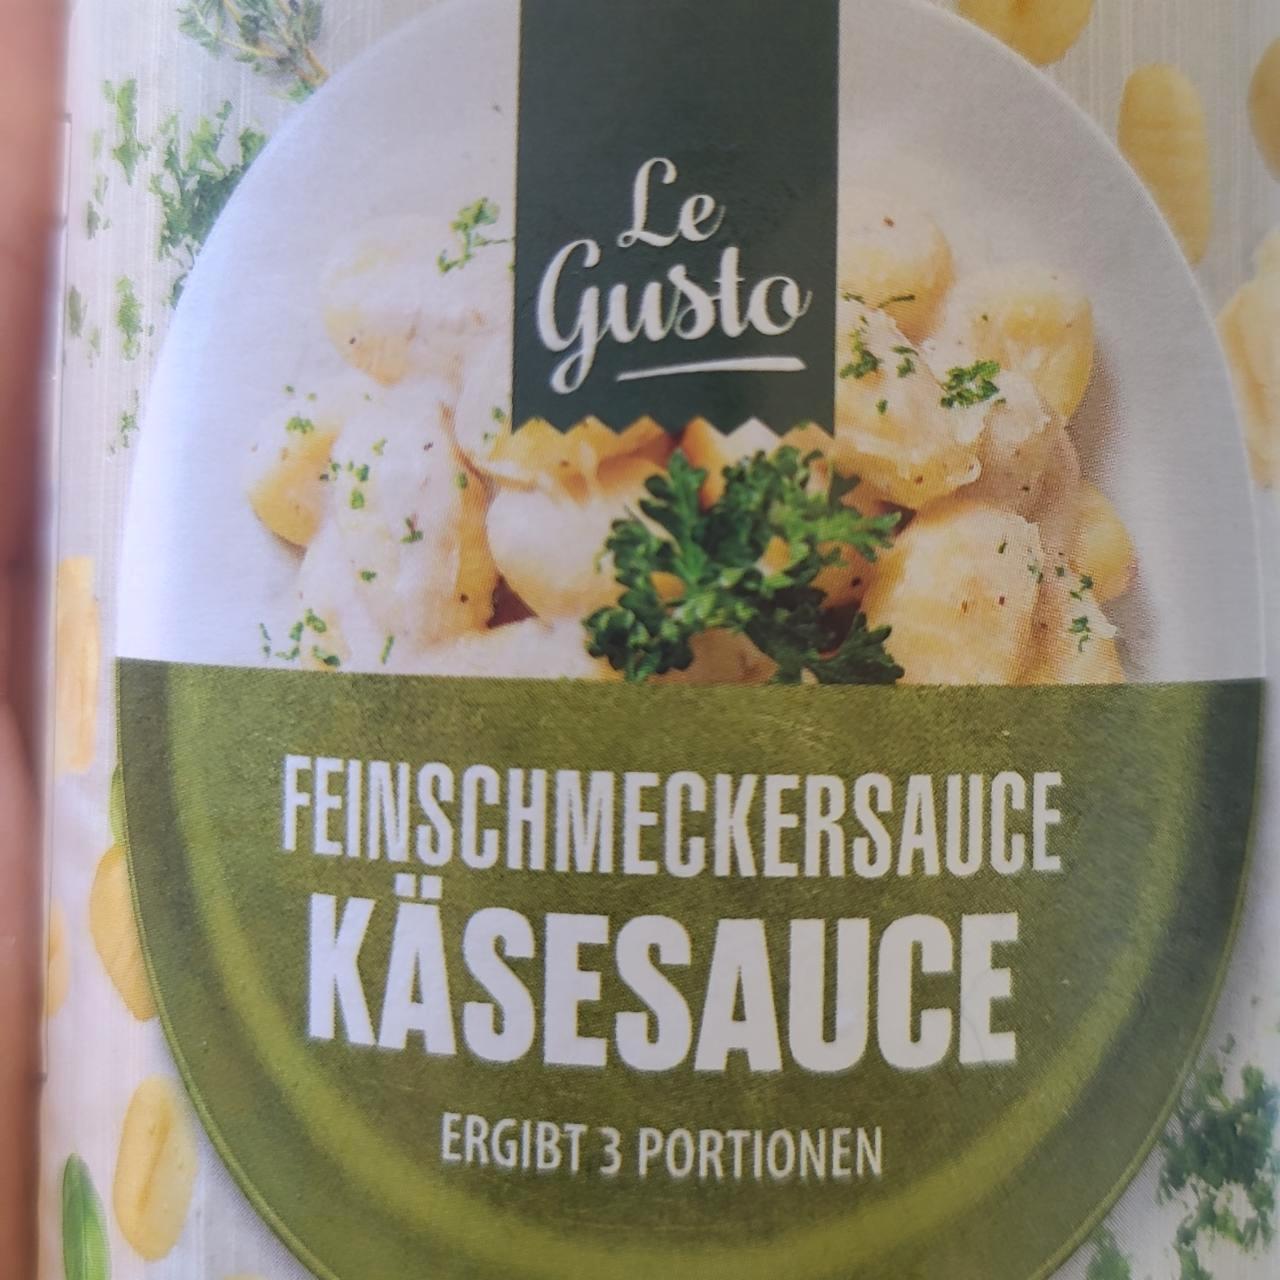 Le
Gusto
FEINSCHMECKERSAUCE
KÄSESAUCE
ERGIBT 3 PORTIONEN